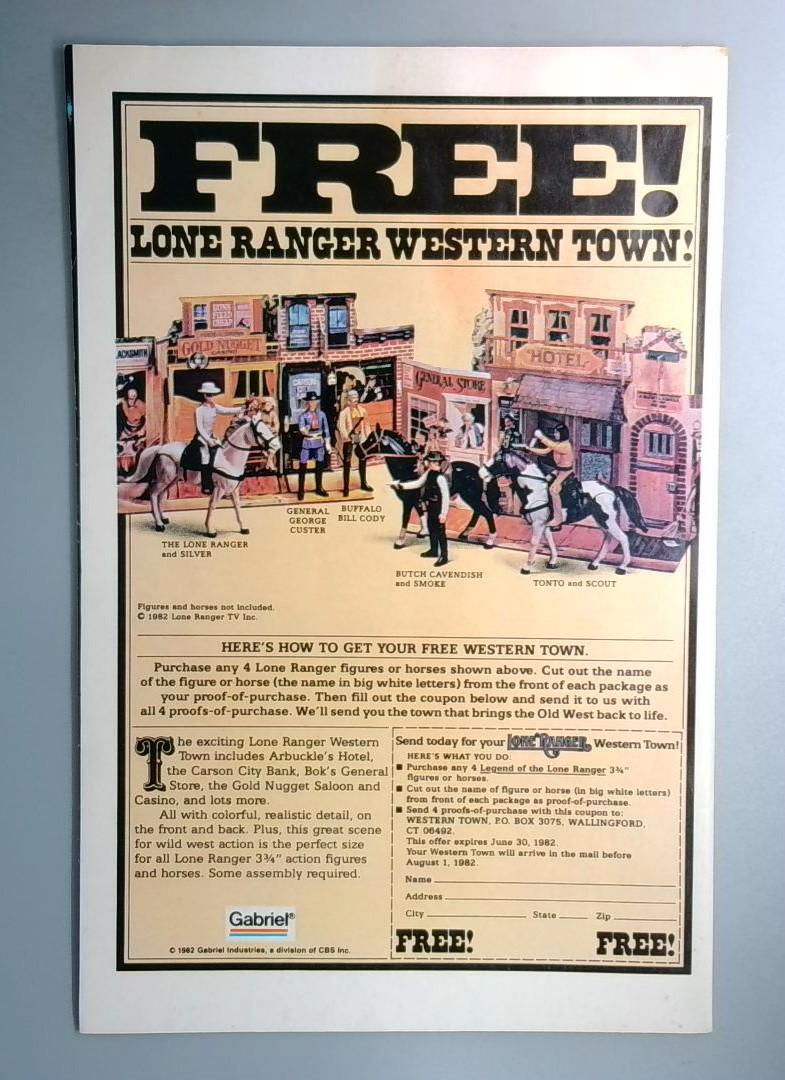 FREE!
LONE RANGER WESTERN TOWN!
GUNS
FIXED
CHEAP
GOLD NUGGET
CASINO
LACKSMITH
CARSON
GENERAL STORE
HOTEL
THE LONE RANGER
and SILVER
GENERAL
GEORGE
CUSTER
BUFFALO
BILL CODY
BUTCH CAVENDISH
and SMOKE
TONTO and SCOUT
Figures and horses not included.
© 1982 Lone Ranger TV Inc.
HERE'S HOW TO GET YOUR FREE WESTERN TOWN.
Purchase any 4 Lone Ranger figures or horses shown above. Cut out the name
of the figure or horse (the name in big white letters) from the front of each package as
your proof-of-purchase. Then fill out the coupon below and send it to us with
all 4 proofs-of-purchase. We'll send you the town that brings the Old West back to life.
The exciting Lone Ranger Western
Town includes Arbuckle's Hotel,
the Carson City Bank, Bok's General
Store, the Gold Nugget Saloon and
Casino, and lots more.
All with colorful, realistic detail, on
the front and back. Plus, this great scene
for wild west action is the perfect size
for all Lone Ranger 3¾" action figures
and horses. Some assembly required.
Gabriel®
© 1982 Gabriel Industries, a division of CBS Inc.
Send today for your LONE RANGER Western Town!
HERE'S WHAT YOU DO:
■ Purchase any 4 Legend of the Lone Ranger 3¾"
figures or horses.
■ Cut out the name of figure or horse (in big white letters)
from front of each package as proof-of-purchase.
■ Send 4 proofs-of-purchase with this coupon to:
WESTERN TOWN, P.O. BOX 3075, WALLINGFORD,
CT 06492.
This offer expires June 30, 1982.
Your Western Town will arrive in the mail before
August 1, 1982.
Name
Address
City State Zip
FREE! FREE!